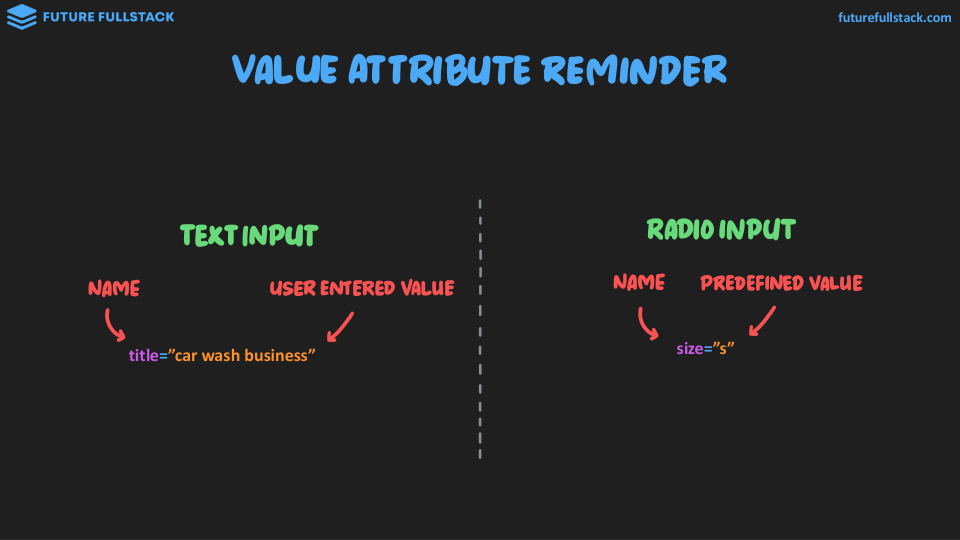 FUTURE FULLSTACK
futurefullstack.com
VALUE ATTRIBUTE REMINDER
TEXT INPUT
NAME
USER ENTERED VALUE
title=”car wash business”
RADIO INPUT
NAME
PREDEFINED VALUE
size=”s”